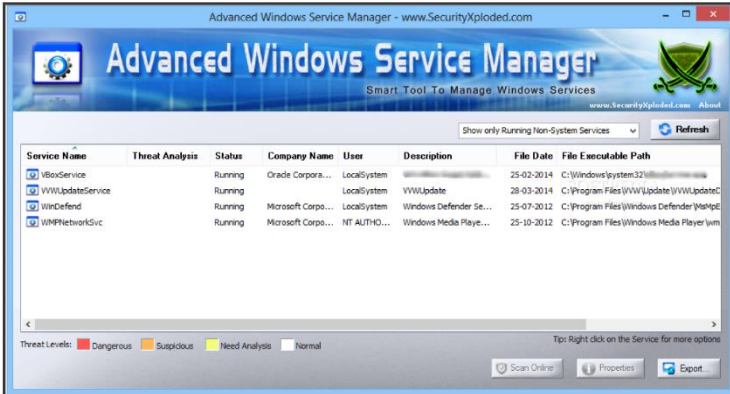 Advanced Windows Service Manager - www.SecurityXploded.com
Advanced Windows Service Manager
Smart Tool To Manage Windows Services
www.SecurityXploded.com About
Show only Running Non-System Services Refresh
Service Name Threat Analysis Status Company Name User Description File Date File Executable Path
VBoxService Running Oracle Corpora... LocalSystem 25-02-2014 C:\Windows\system32\
VVWUpdateService Running LocalSystem VVWUpdate 28-03-2014 C:\Program Files\VVW\Update\VVWUpdateC
WinDefend Running Microsoft Corpo... LocalSystem Windows Defender Se... 25-07-2012 C:\Program Files\Windows Defender\MsMpE
WMPNetworkSvc Running Microsoft Corpo... NT AUTHO... Windows Media Playe... 25-10-2012 C:\Program Files\Windows Media Player\wm
Threat Levels: Dangerous Suspicious Need Analysis Normal Tip: Right click on the Service for more options
Scan Online Properties Export...